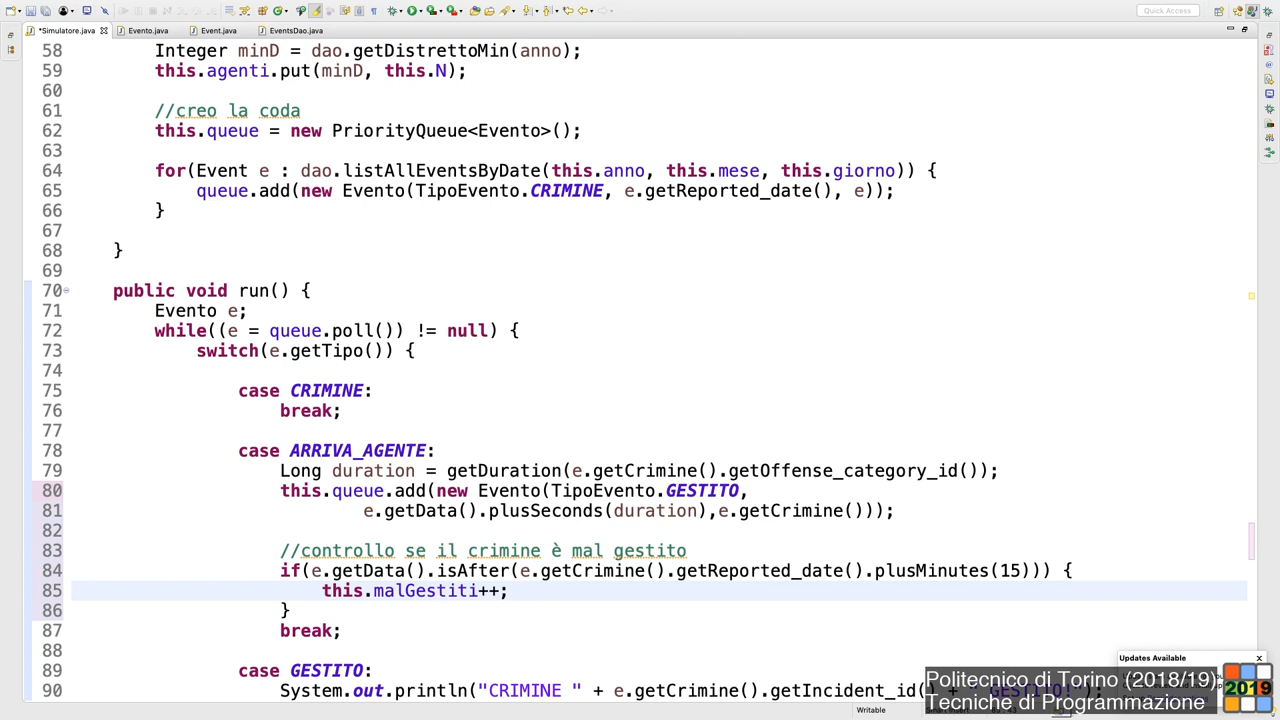 Quick Access
*Simulatore.java
Evento.java
Event.java
EventsDao.java
58 Integer minD = dao.getDistrettoMin(anno);
59 this.agenti.put(minD, this.N);
60
61 //creo la coda
62 this.queue = new PriorityQueue<Evento>();
63
64 for(Event e : dao.listAllEventsByDate(this.anno, this.mese, this.giorno)) {
65 queue.add(new Evento(TipoEvento.CRIMINE, e.getReported_date(), e));
66 }
67
68 }
69
70 public void run() {
71 Evento e;
72 while((e = queue.poll()) != null) {
73 switch(e.getTipo()) {
74
75 case CRIMINE:
76 break;
77
78 case ARRIVA_AGENTE:
79 Long duration = getDuration(e.getCrimine().getOffense_category_id());
80 this.queue.add(new Evento(TipoEvento.GESTITO,
81 e.getData().plusSeconds(duration),e.getCrimine()));
82
83 //controllo se il crimine è mal gestito
84 if(e.getData().isAfter(e.getCrimine().getReported_date().plusMinutes(15))) {
85 this.malGestiti++;
86 }
87 break;
88
89 case GESTITO:
90 System.out.println("CRIMINE " + e.getCrimine().getIncident_id() + " GESTITO!");
Updates Available
Politecnico di Torino (2018/19)
Tecniche di Programmazione
2019
Writable